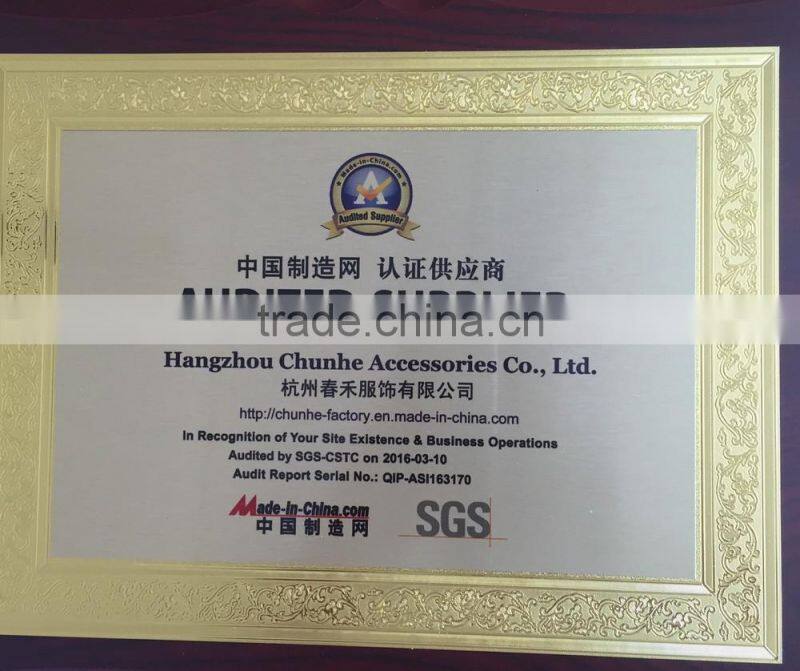 Made-in-China.com
A
Audited Supplier
中国制造网 认证供应商
AUDITED SUPPLIER
trade.china.cn
Hangzhou Chunhe Accessories Co., Ltd.
杭州春禾服饰有限公司
http://chunhe-factory.en.made-in-china.com
In Recognition of Your Site Existence & Business Operations
Audited by SGS-CSTC on 2016-03-10
Audit Report Serial No.: QIP-ASI163170
Made-in-China.com
中国制造网
SGS